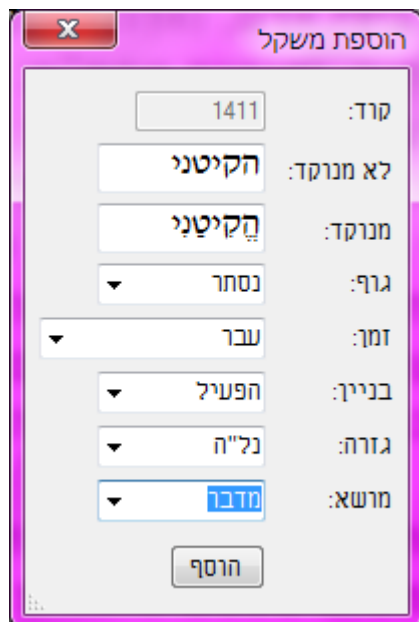 הוספת משקל
קוד: 1411
לא מנוקד: הקיטני
מנוקד: הֱקִיטַנִי
גוף: נסתר
זמן: עבר
בניין: הפעיל
גזרה: נל"ה
מושא: מדבר
הוסף